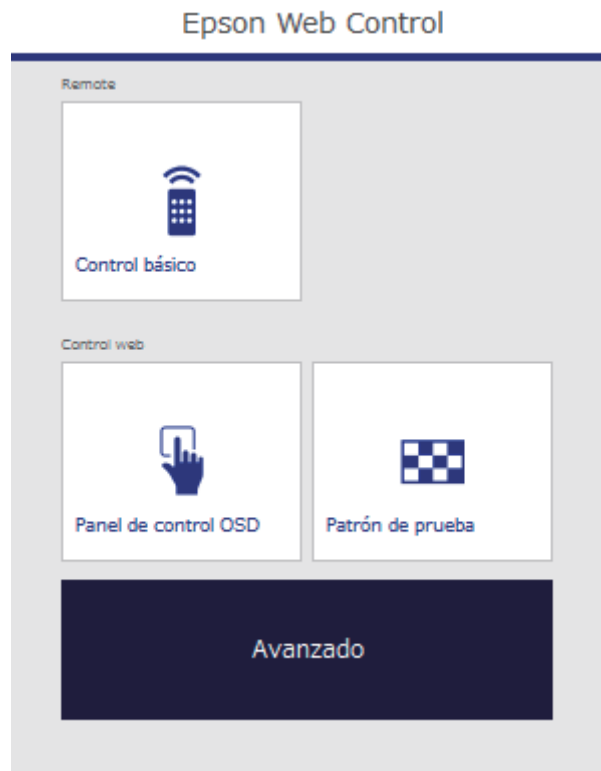 Epson Web Control
Remote
Control básico
Control web
Panel de control OSD
Patrón de prueba
Avanzado